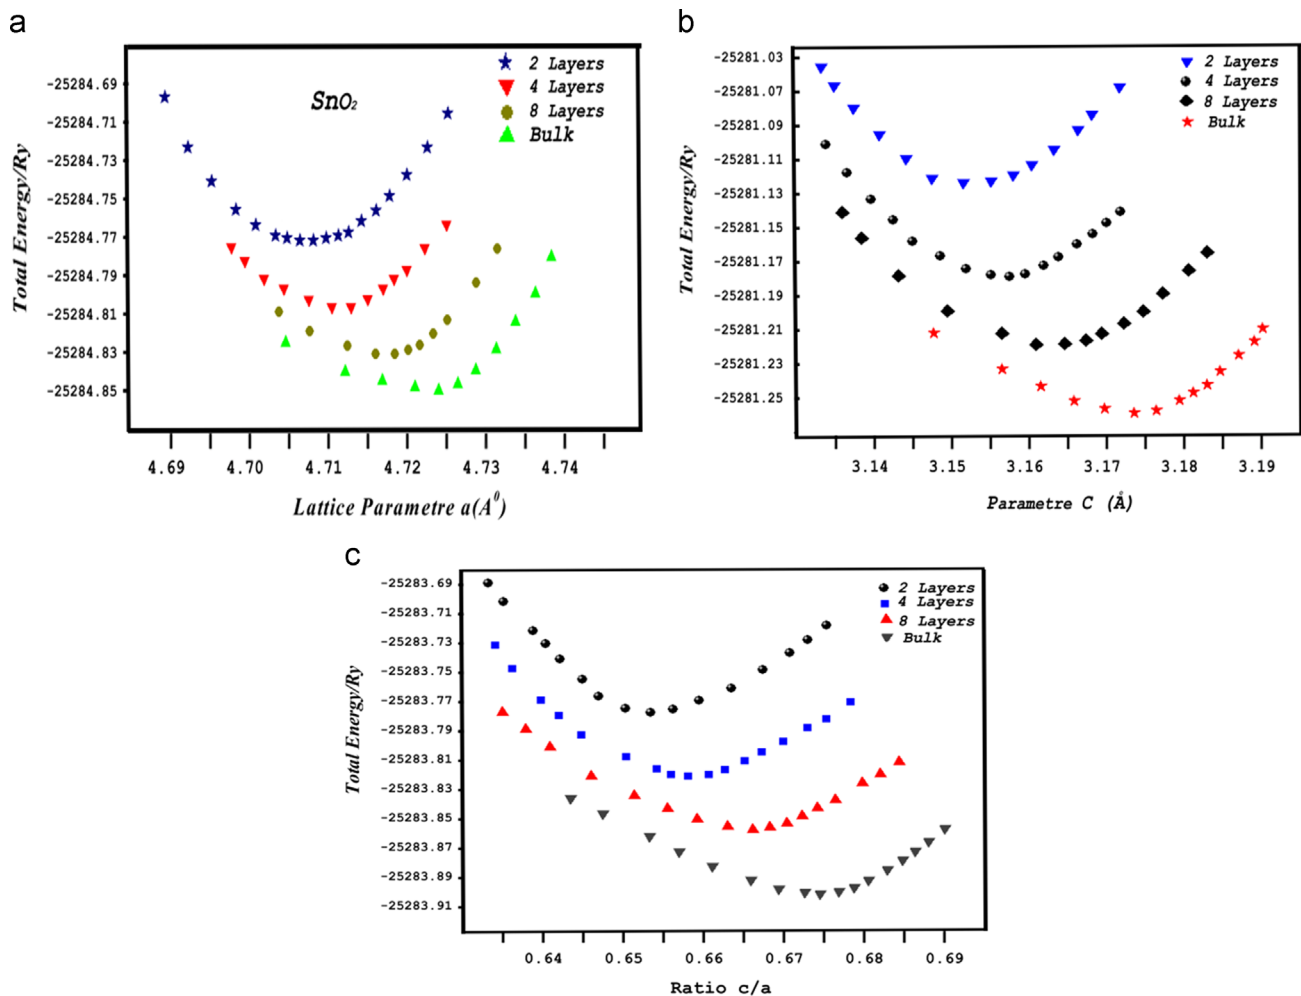 a
Total Energy/Ry
-25284.69
-25284.71
-25284.73
-25284.75
-25284.77
-25284.79
-25284.81
-25284.83
-25284.85
SnO₂
2 Layers
4 Layers
8 Layers
Bulk
4.69 4.70 4.71 4.72 4.73 4.74
Lattice Parametre a(A⁰)
b
Total Energy/Ry
-25281.03
-25281.07
-25281.09
-25281.11
-25281.13
-25281.15
-25281.17
-25281.19
-25281.21
-25281.23
-25281.25
2 Layers
4 Layers
8 Layers
Bulk
3.14 3.15 3.16 3.17 3.18 3.19
Parametre C (Å)
c
Total Energy/Ry
-25283.69
-25283.71
-25283.73
-25283.75
-25283.77
-25283.79
-25283.81
-25283.83
-25283.85
-25283.87
-25283.89
-25283.91
2 Layers
4 Layers
8 Layers
Bulk
0.64 0.65 0.66 0.67 0.68 0.69
Ratio c/a